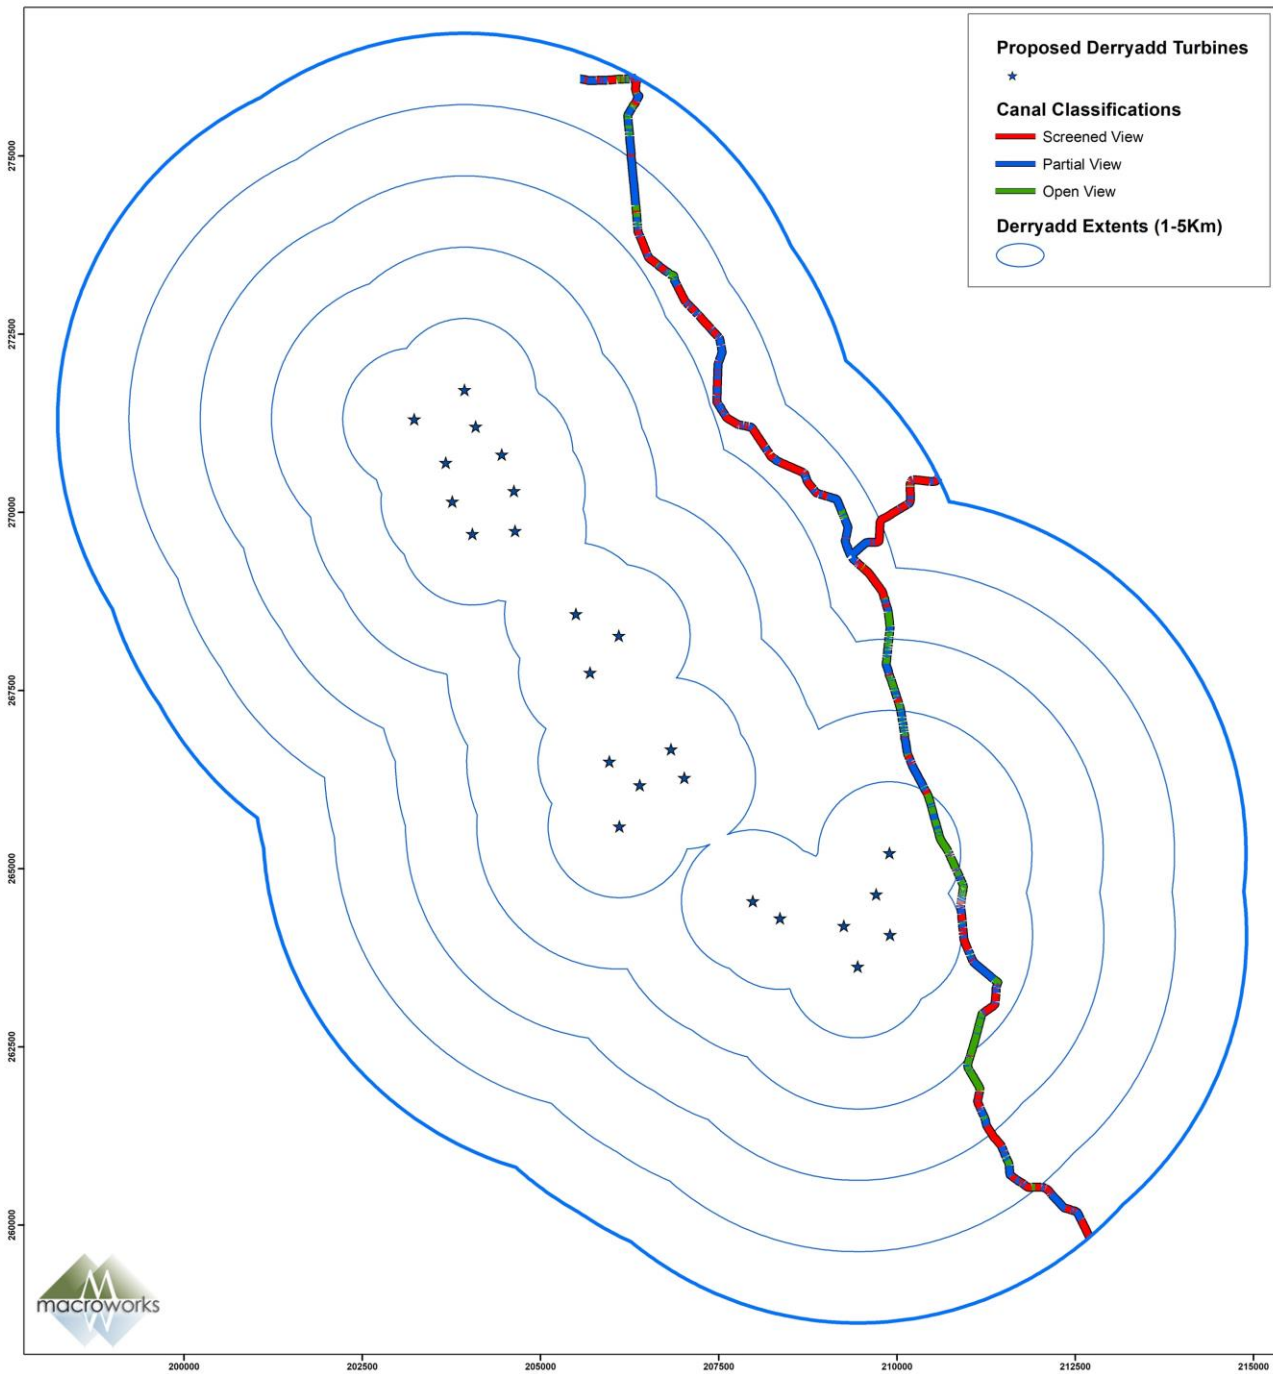 Proposed Derryadd Turbines
Canal Classifications
Screened View
Partial View
Open View
Derryadd Extents (1-5Km)
275000
272500
270000
267500
265000
262500
260000
macroworks
200000 202500 205000 207500 210000 212500 215000